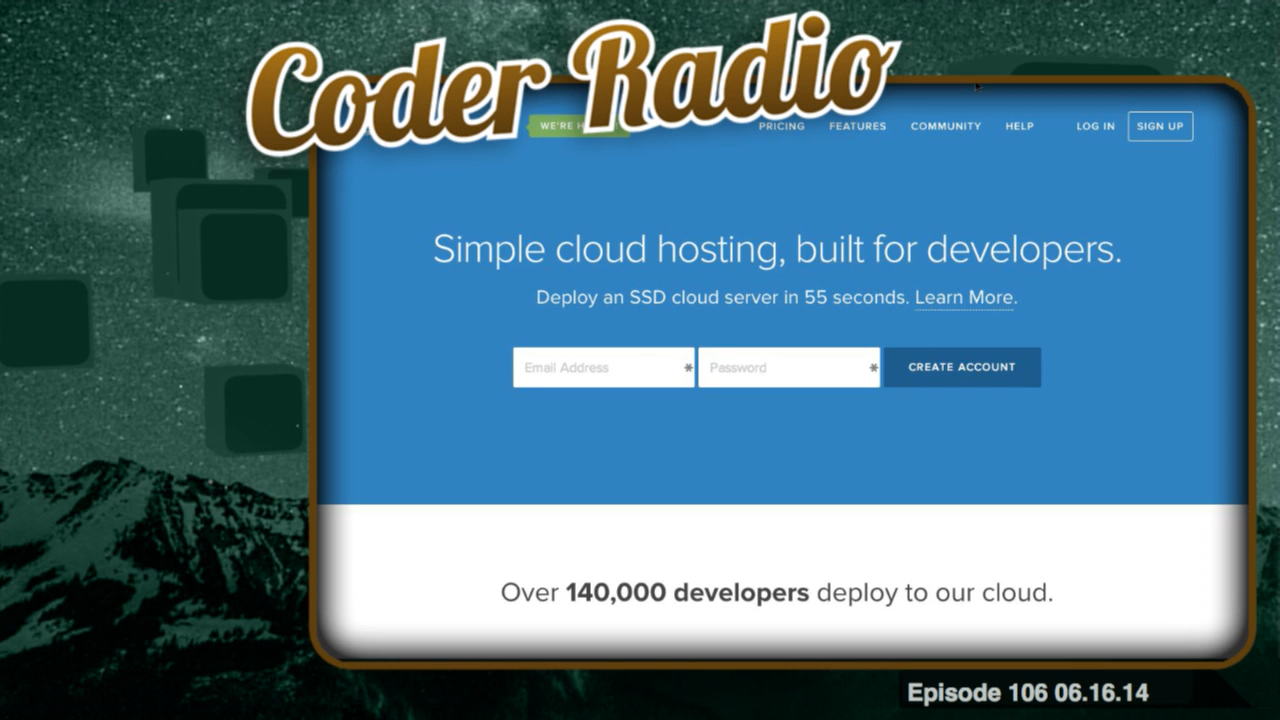 Coder Radio
WE'RE H
PRICING FEATURES COMMUNITY HELP LOG IN SIGN UP
Simple cloud hosting, built for developers.
Deploy an SSD cloud server in 55 seconds. Learn More.
Email Address * Password * CREATE ACCOUNT
Over 140,000 developers deploy to our cloud.
Episode 106 06.16.14